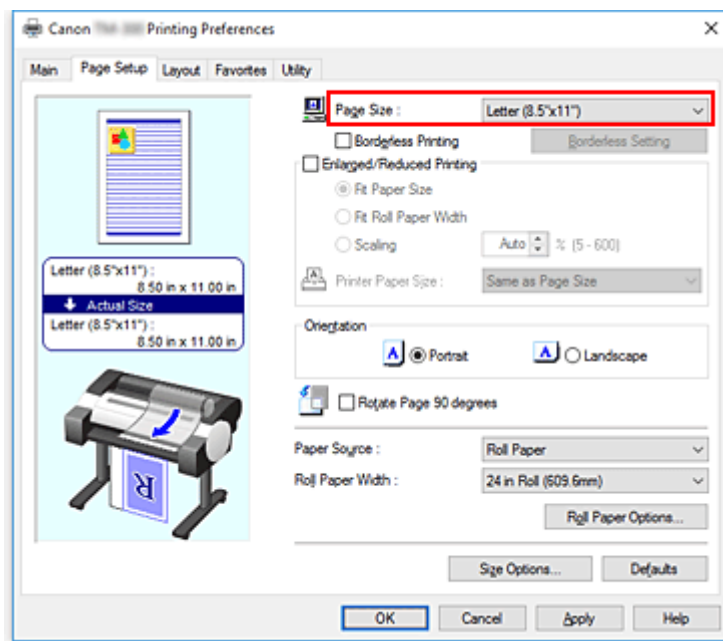 Canon Printing Preferences
Main Page Setup Layout Favorites Utility
Page Size : Letter (8.5"x11")
Borderless Printing Borderless Setting
Enlarged/Reduced Printing
Fit Paper Size
Fit Roll Paper Width
Scaling Auto % (5 - 600)
Printer Paper Size : Same as Page Size
Letter (8.5"x11") :
8.50 in x 11.00 in
Actual Size
Letter (8.5"x11") :
8.50 in x 11.00 in
Orientation
A Portrait A Landscape
Rotate Page 90 degrees
R
Paper Source : Roll Paper
Roll Paper Width : 24 in Roll (609.6mm)
Roll Paper Options...
Size Options... Defaults
OK Cancel Apply Help